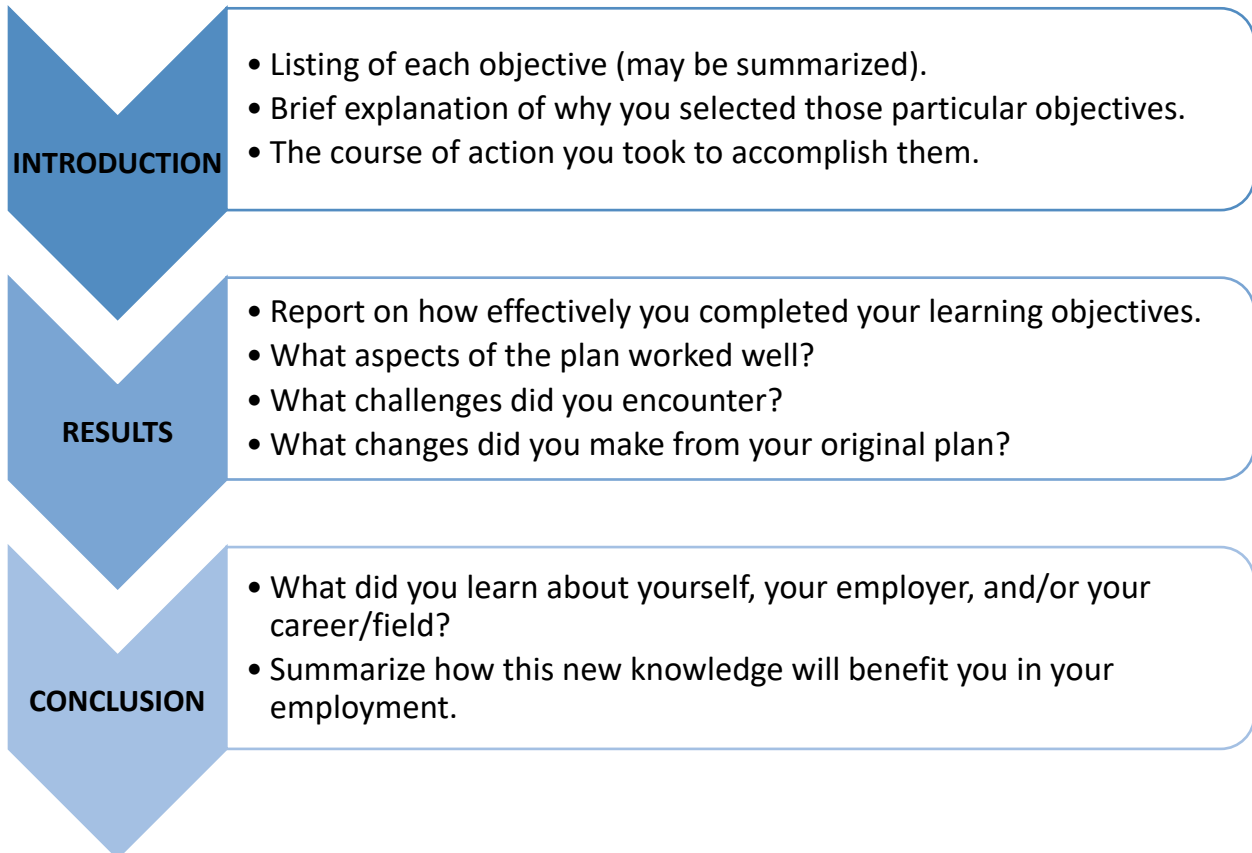 INTRODUCTION
• Listing of each objective (may be summarized).
• Brief explanation of why you selected those particular objectives.
• The course of action you took to accomplish them.
RESULTS
• Report on how effectively you completed your learning objectives.
• What aspects of the plan worked well?
• What challenges did you encounter?
• What changes did you make from your original plan?
CONCLUSION
• What did you learn about yourself, your employer, and/or your
career/field?
• Summarize how this new knowledge will benefit you in your
employment.